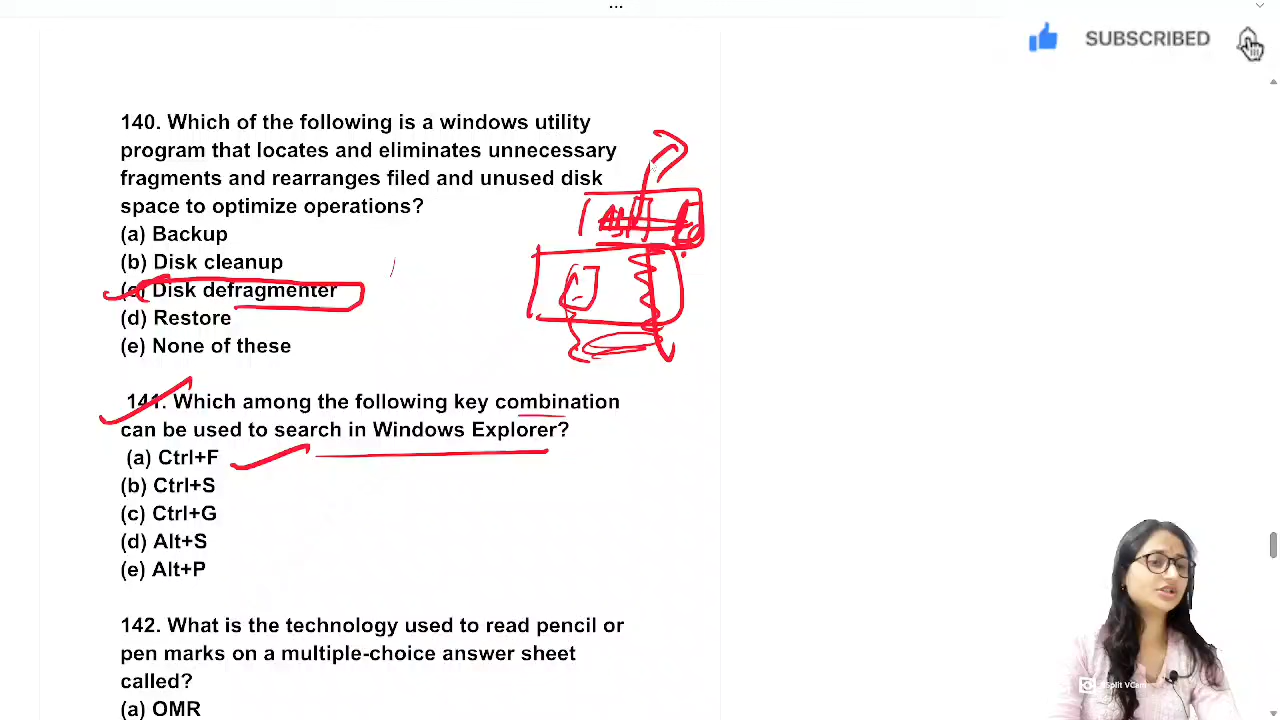 SUBSCRIBED
140. Which of the following is a windows utility
program that locates and eliminates unnecessary
fragments and rearranges filed and unused disk
space to optimize operations?
(a) Backup
(b) Disk cleanup
(c) Disk defragmenter
(d) Restore
(e) None of these
141. Which among the following key combination
can be used to search in Windows Explorer?
(a) Ctrl+F
(b) Ctrl+S
(c) Ctrl+G
(d) Alt+S
(e) Alt+P
142. What is the technology used to read pencil or
pen marks on a multiple-choice answer sheet
called?
(a) OMR
XSplit VCam